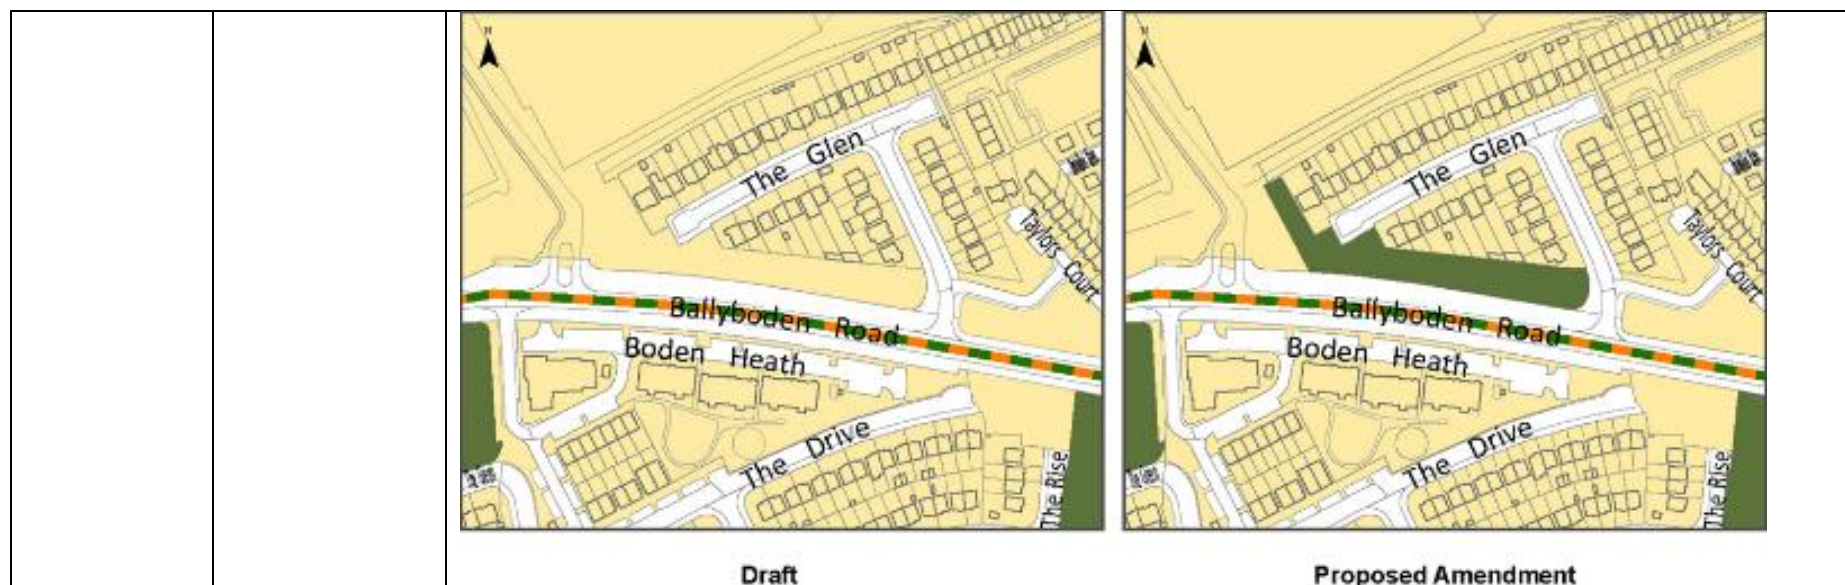 N
The Glen
Taylors Court
Ballyboden Road
Boden Heath
The Drive
The Rise
N
The Glen
Taylors Court
Ballyboden Road
Boden Heath
The Drive
The Rise
Draft
Proposed Amendment